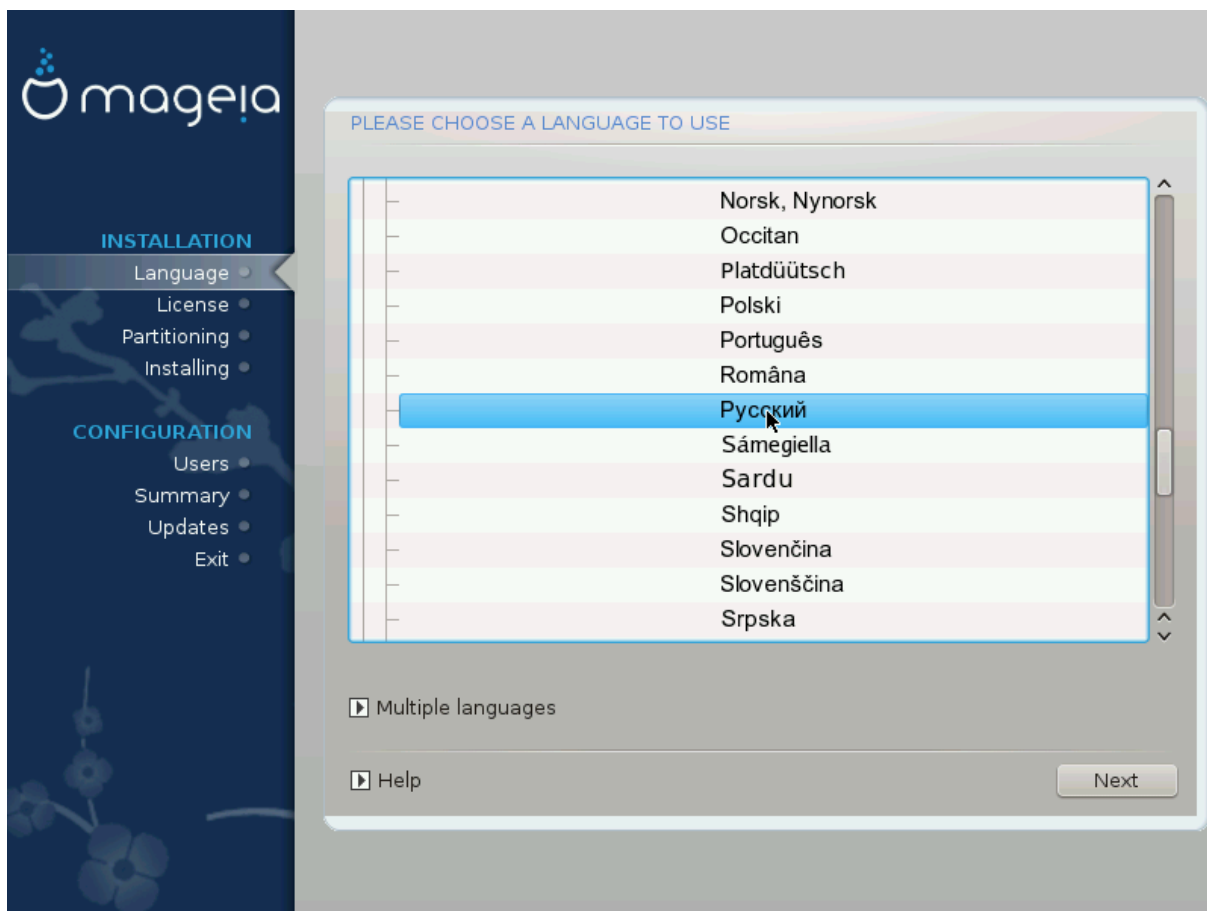 mageia
INSTALLATION
Language
License
Partitioning
Installing
CONFIGURATION
Users
Summary
Updates
Exit
PLEASE CHOOSE A LANGUAGE TO USE
Norsk, Nynorsk
Occitan
Platdüütsch
Polski
Português
Româna
Русский
Sámegiella
Sardu
Shqip
Slovenčina
Slovenščina
Srpska
Multiple languages
Help
Next